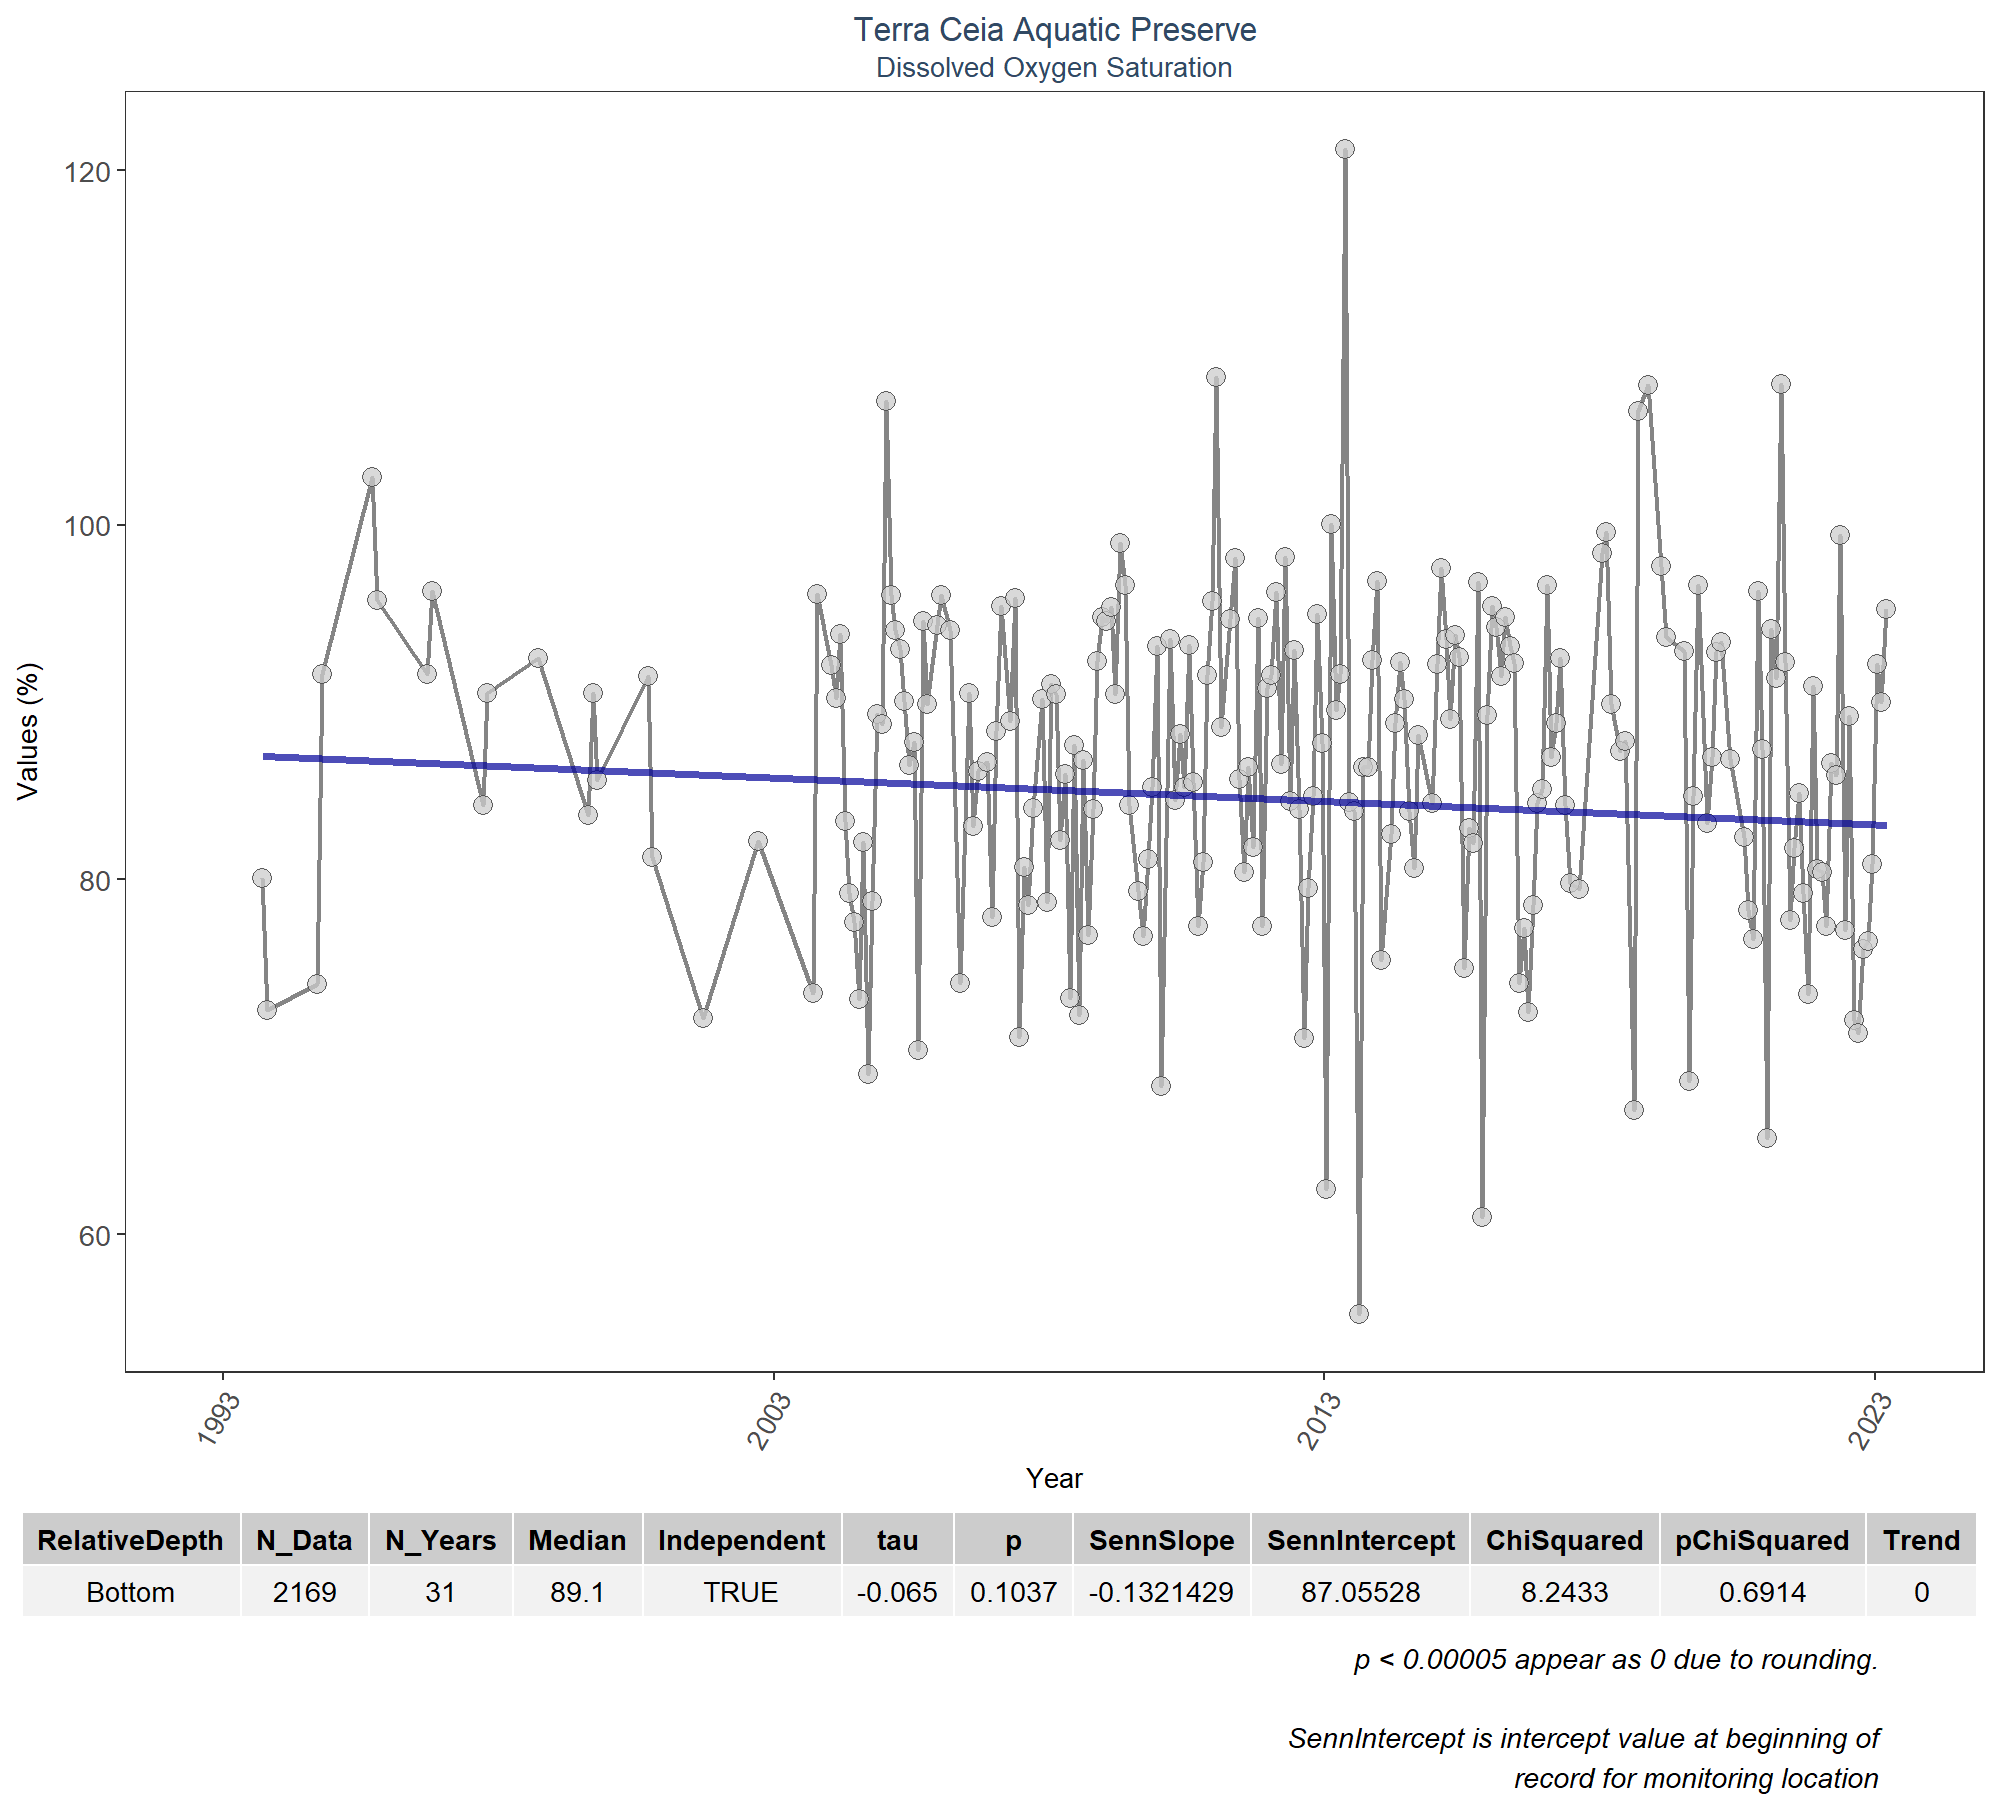 Terra Ceia Aquatic Preserve
Dissolved Oxygen Saturation
Values (%)
120
100
80
60
1993
2003
2013
2023
Year
RelativeDepth N_Data N_Years Median Independent tau p SennSlope SennIntercept ChiSquared pChiSquared Trend
Bottom 2169 31 89.1 TRUE -0.065 0.1037 -0.1321429 87.05528 8.2433 0.6914 0
p < 0.00005 appear as 0 due to rounding.
SennIntercept is intercept value at beginning of
record for monitoring location